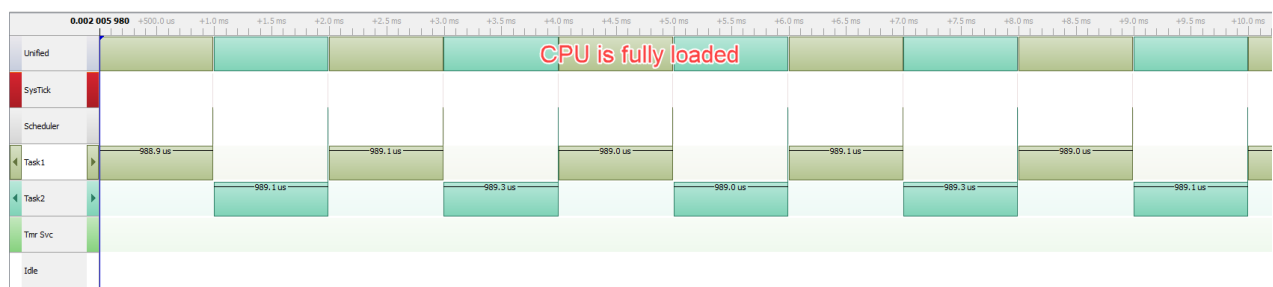 0.002 005 980 +500.0 us +1.0 ms +1.5 ms +2.0 ms +2.5 ms +3.0 ms +3.5 ms +4.0 ms +4.5 ms +5.0 ms +5.5 ms +6.0 ms +6.5 ms +7.0 ms +7.5 ms +8.0 ms +8.5 ms +9.0 ms +9.5 ms +10.0 ms
Unified
CPU is fully loaded
SysTick
Scheduler
Task1 988.9 us 989.1 us 989.0 us 989.1 us 989.0 us
Task2 989.1 us 989.3 us 989.0 us 989.3 us 989.1 us
Tmr Svc
Idle